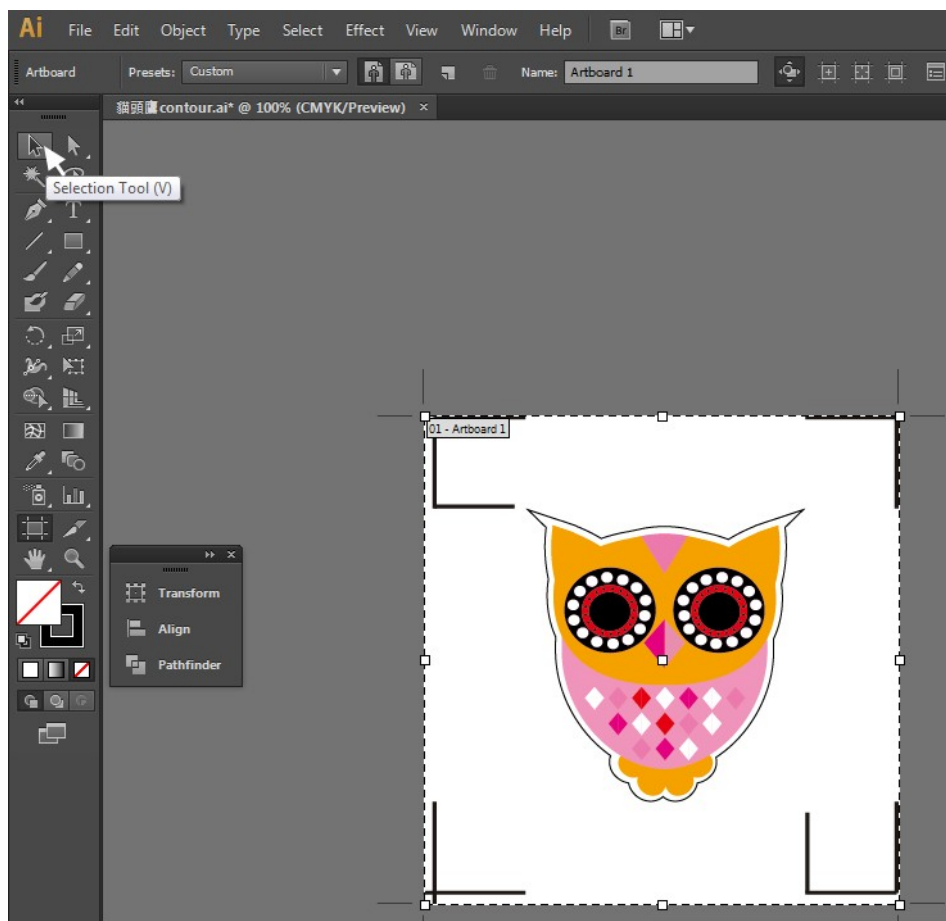 Ai File Edit Object Type Select Effect View Window Help Br
Artboard Presets: Custom Name: Artboard 1
貓頭鷹contour.ai* @ 100% (CMYK/Preview) ×
Selection Tool (V)
T
01 - Artboard 1
Transform
Align
Pathfinder